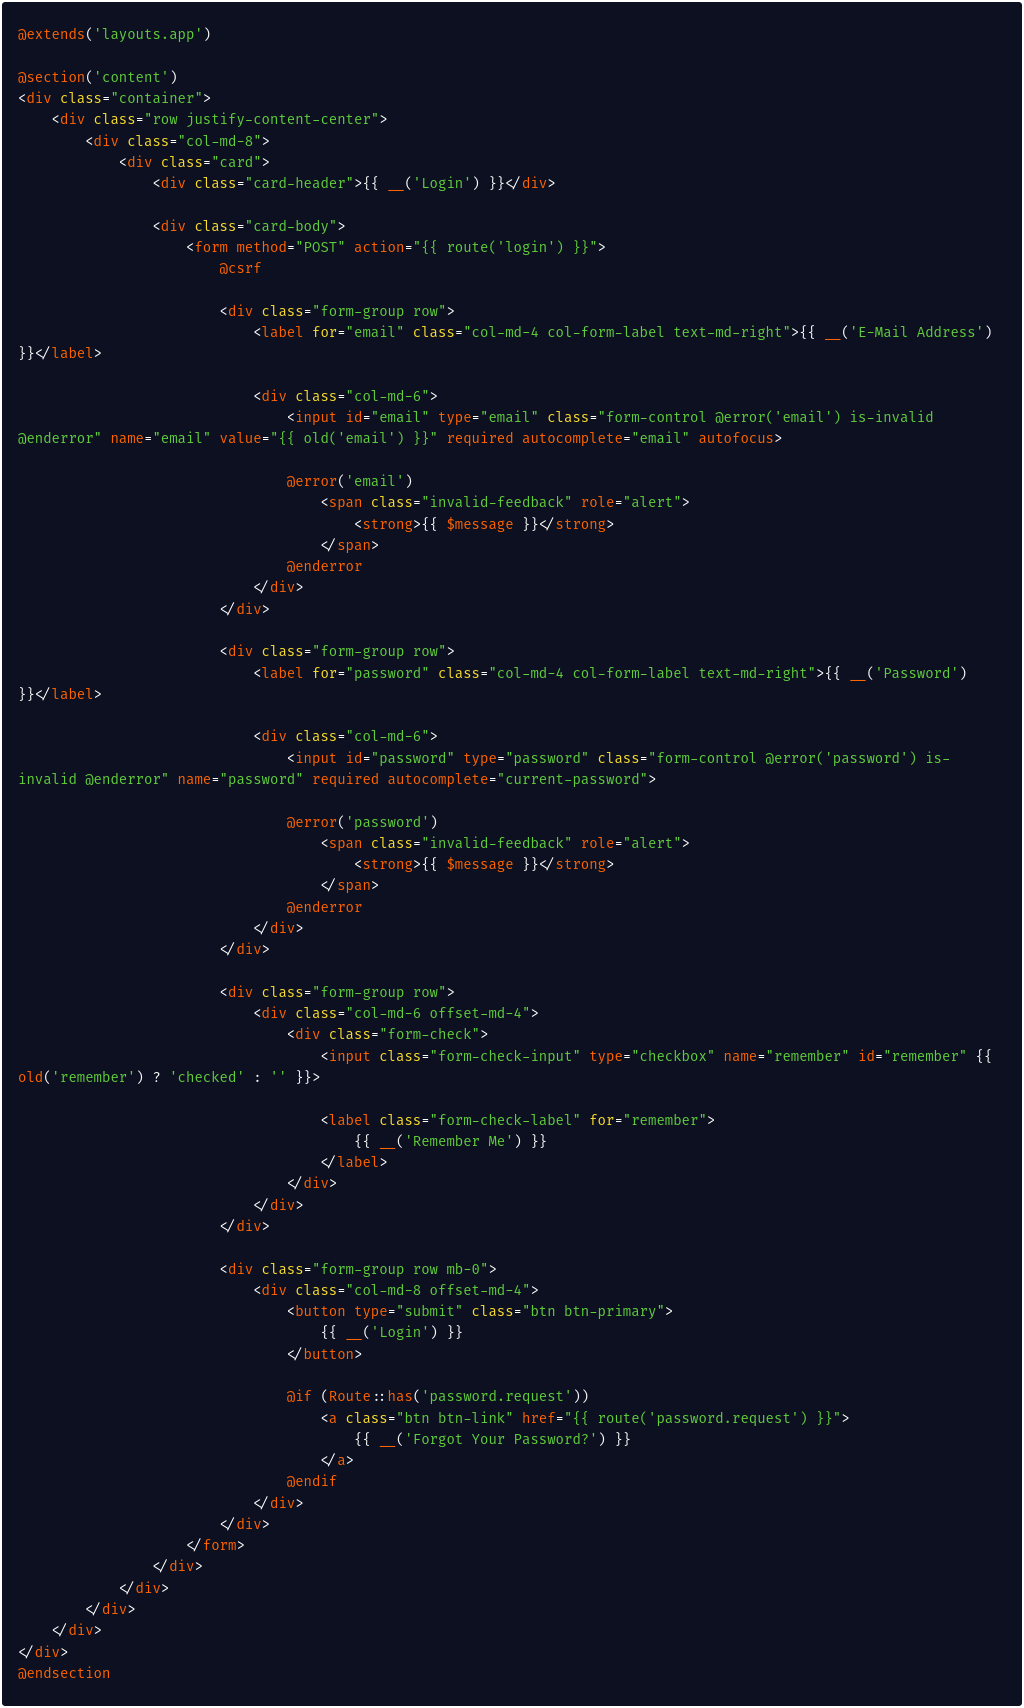 @extends('layouts.app')

@section('content')
<div class="container">
    <div class="row justify-content-center">
        <div class="col-md-8">
            <div class="card">
                <div class="card-header">{{ __('Login') }}</div>

                <div class="card-body">
                    <form method="POST" action="{{ route('login') }}">
                        @csrf

                        <div class="form-group row">
                            <label for="email" class="col-md-4 col-form-label text-md-right">{{ __('E-Mail Address')
}}</label>

                            <div class="col-md-6">
                                <input id="email" type="email" class="form-control @error('email') is-invalid
@enderror" name="email" value="{{ old('email') }}" required autocomplete="email" autofocus>

                                @error('email')
                                    <span class="invalid-feedback" role="alert">
                                        <strong>{{ $message }}</strong>
                                    </span>
                                @enderror
                            </div>
                        </div>

                        <div class="form-group row">
                            <label for="password" class="col-md-4 col-form-label text-md-right">{{ __('Password')
}}</label>

                            <div class="col-md-6">
                                <input id="password" type="password" class="form-control @error('password') is-
invalid @enderror" name="password" required autocomplete="current-password">

                                @error('password')
                                    <span class="invalid-feedback" role="alert">
                                        <strong>{{ $message }}</strong>
                                    </span>
                                @enderror
                            </div>
                        </div>

                        <div class="form-group row">
                            <div class="col-md-6 offset-md-4">
                                <div class="form-check">
                                    <input class="form-check-input" type="checkbox" name="remember" id="remember" {{
old('remember') ? 'checked' : '' }}>

                                    <label class="form-check-label" for="remember">
                                        {{ __('Remember Me') }}
                                    </label>
                                </div>
                            </div>
                        </div>

                        <div class="form-group row mb-0">
                            <div class="col-md-8 offset-md-4">
                                <button type="submit" class="btn btn-primary">
                                    {{ __('Login') }}
                                </button>

                                @if (Route::has('password.request'))
                                    <a class="btn btn-link" href="{{ route('password.request') }}">
                                        {{ __('Forgot Your Password?') }}
                                    </a>
                                @endif
                            </div>
                        </div>
                    </form>
                </div>
            </div>
        </div>
    </div>
</div>
@endsection